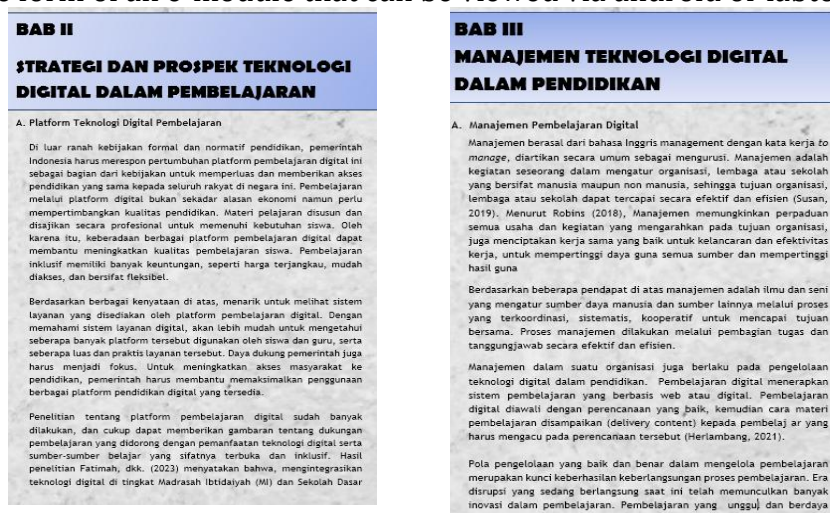 BAB II
STRATEGI DAN PROSPEK TEKNOLOGI
DIGITAL DALAM PEMBELAJARAN
A. Platform Teknologi Digital Pembelajaran
Di luar ranah kebijakan formal dan normatif pendidikan, pemerintah
Indonesia harus merespon pertumbuhan platform pembelajaran digital ini
sebagai bagian dari kebijakan untuk memperluas dan memberikan akses
pendidikan yang sama kepada seluruh rakyat di negara ini. Pembelajaran
melalui platform digital bukan sekadar alasan ekonomi namun perlu
mempertimbangkan kualitas pendidikan. Materi pelajaran disusun dan
disajikan secara profesional untuk memenuhi kebutuhan siswa. Oleh
karena itu, keberadaan berbagai platform pembelajaran digital dapat
membantu meningkatkan kualitas pembelajaran siswa. Pembelajaran
inklusif memiliki banyak keuntungan, seperti harga terjangkau, mudah
diakses, dan bersifat fleksibel.
Berdasarkan berbagai kenyataan di atas, menarik untuk melihat sistem
layanan yang disediakan oleh platform pembelajaran digital. Dengan
memahami sistem layanan digital, akan lebih mudah untuk mengetahui
seberapa banyak platform tersebut digunakan oleh siswa dan guru, serta
seberapa luas dan praktis layanan tersebut. Daya dukung pemerintah juga
harus menjadi fokus. Untuk meningkatkan akses masyarakat ke
pendidikan, pemerintah harus membantu memaksimalkan penggunaan
berbagai platform pendidikan digital yang tersedia.
Penelitian tentang platform pembelajaran digital sudah banyak
dilakukan, dan cukup dapat memberikan gambaran tentang dukungan
pembelajaran yang didorong dengan pemanfaatan teknologi digital serta
sumber-sumber belajar yang sifatnya terbuka dan inklusif. Hasil
penelitian Fatimah, dkk. (2023) menyatakan bahwa, mengintegrasikan
teknologi digital di tingkat Madrasah Ibtidaiyah (MI) dan Sekolah Dasar
BAB III
MANAJEMEN TEKNOLOGI DIGITAL
DALAM PENDIDIKAN
A. Manajemen Pembelajaran Digital
Manajemen berasal dari bahasa Inggris management dengan kata kerja to
manage, diartikan secara umum sebagai mengurusi. Manajemen adalah
kegiatan seseorang dalam mengatur organisasi, lembaga atau sekolah
yang bersifat manusia maupun non manusia, sehingga tujuan organisasi,
lembaga atau sekolah dapat tercapai secara efektif dan efisien (Susan,
2019). Menurut Robins (2018), Manajemen memungkinkan perpaduan
semua usaha dan kegiatan yang mengarahkan pada tujuan organisasi,
juga menciptakan kerja sama yang baik untuk kelancaran dan efektivitas
kerja, untuk mempertinggi daya guna semua sumber dan mempertinggi
hasil guna
Berdasarkan beberapa pendapat di atas manajemen adalah ilmu dan seni
yang mengatur sumber daya manusia dan sumber lainnya melalui proses
yang terkoordinasi, sistematis, kooperatif untuk mencapai tujuan
bersama. Proses manajemen dilakukan melalui pembagian tugas dan
tanggungjawab secara efektif dan efisien.
Manajemen dalam suatu organisasi juga berlaku pada pengelolaan
teknologi digital dalam pendidikan. Pembelajaran digital menerapkan
sistem pembelajaran yang berbasis web atau digital. Pembelajaran
digital diawali dengan perencanaan yang baik, kemudian cara materi
pembelajaran disampaikan (delivery content) kepada pembelaj ar yang
harus mengacu pada perencanaan tersebut (Herlambang, 2021).
Pola pengelolaan yang baik dan benar dalam mengelola pembelajaran
merupakan kunci keberhasilan keberlangsungan proses pembelajaran. Era
disrupsi yang sedang berlangsung saat ini telah memunculkan banyak
inovasi dalam pembelajaran. Pembelajaran yang unggul dan berdaya